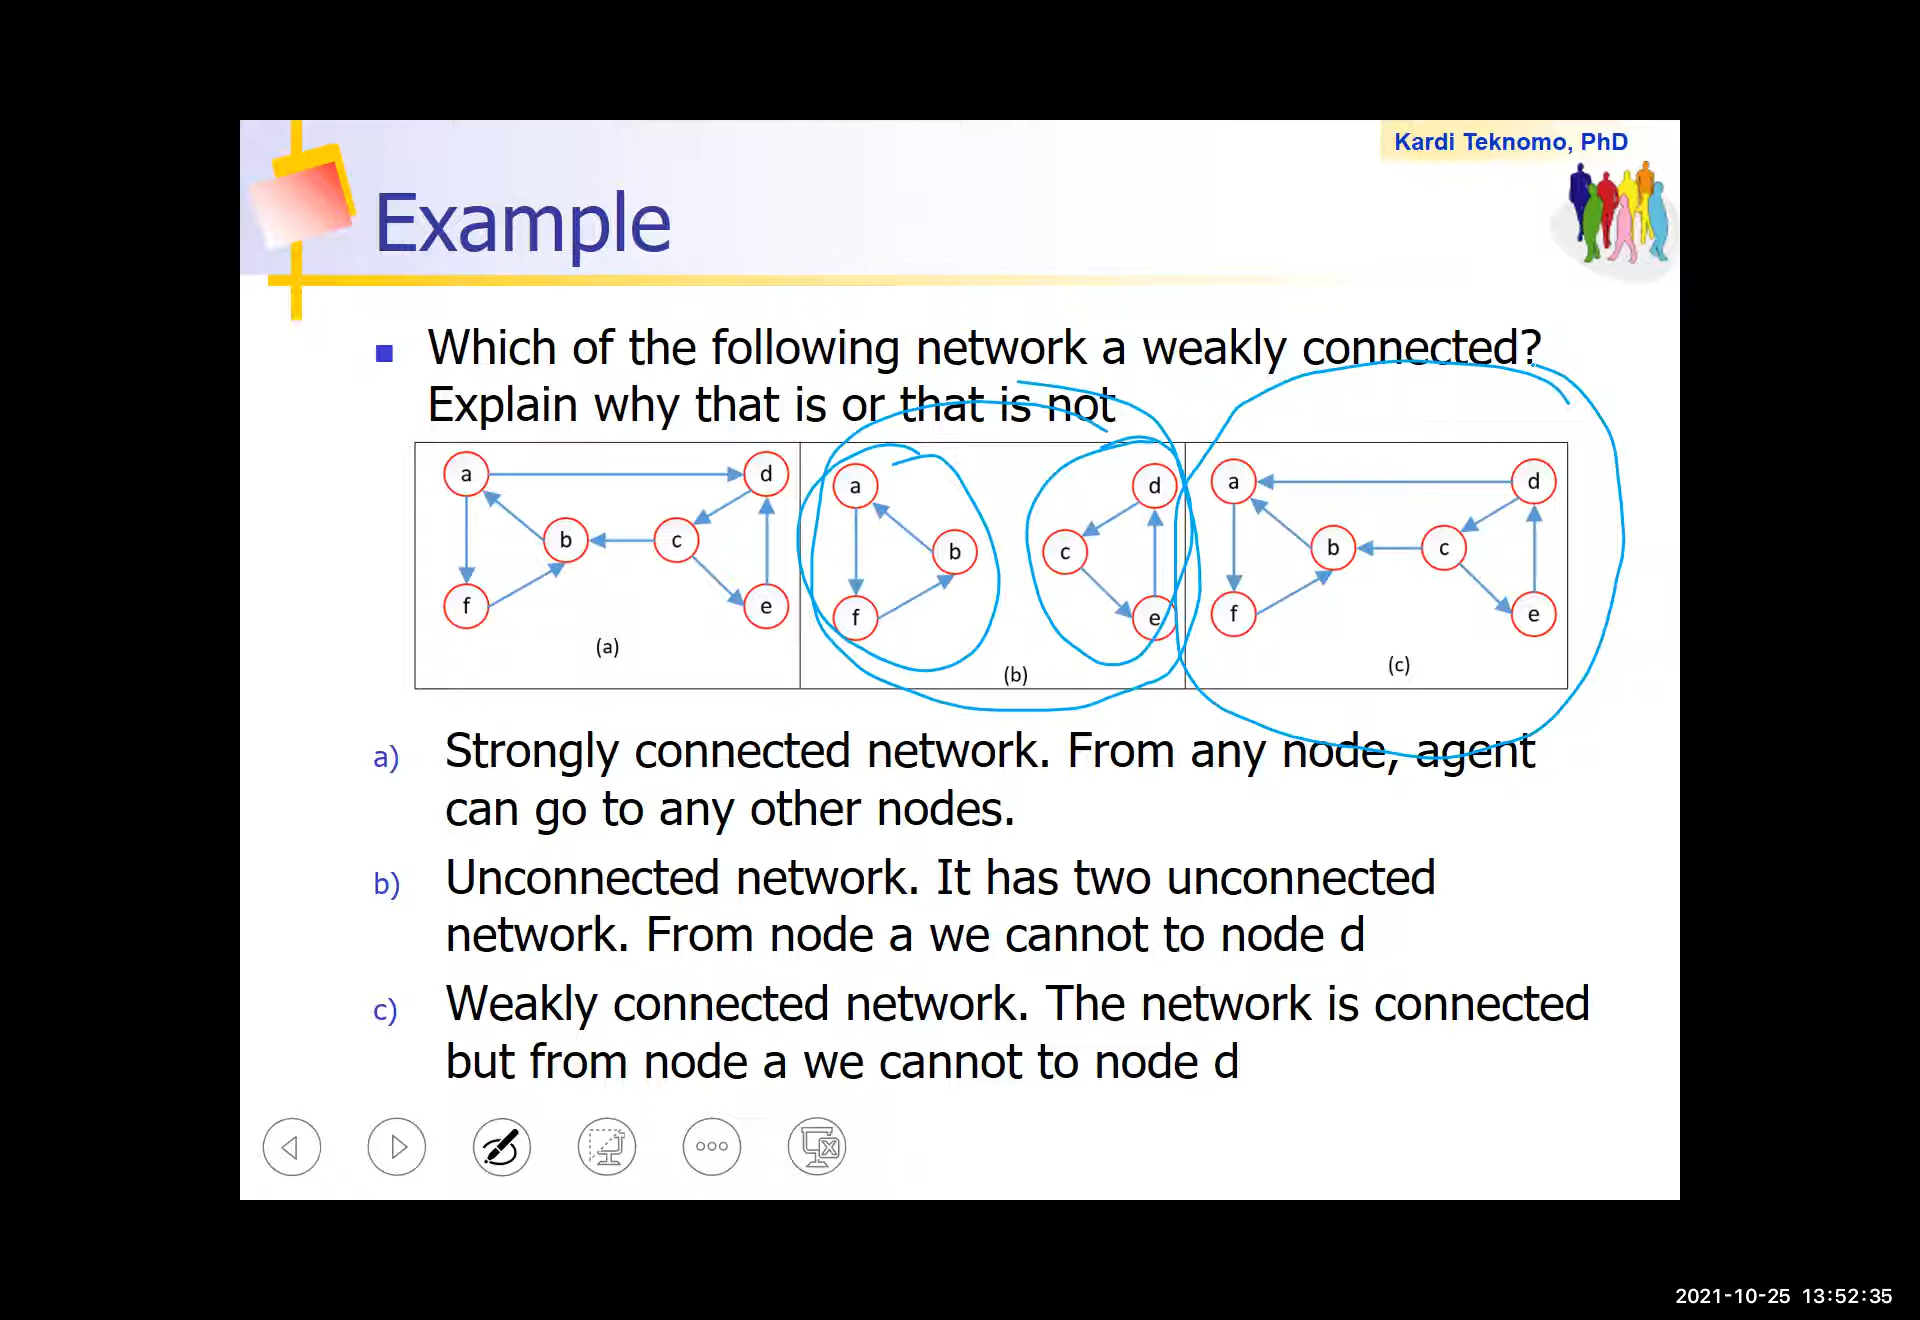 Kardi Teknomo, PhD
Example
Which of the following network a weakly connected?
Explain why that is or that is not
a d a d a d
b c b c b c
f e f e f e
(a) (b) (c)
a) Strongly connected network. From any node, agent
can go to any other nodes.
b) Unconnected network. It has two unconnected
network. From node a we cannot to node d
c) Weakly connected network. The network is connected
but from node a we cannot to node d
2021-10-25 13:52:35